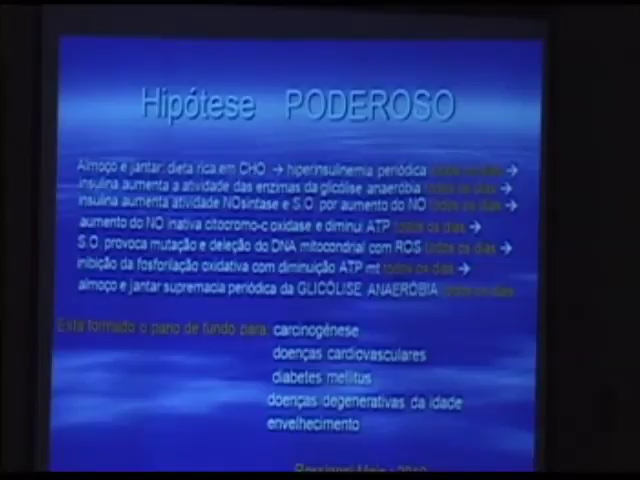 Hipótese PODEROSO
Almoço e jantar: dieta rica em CHO → hiperinsulnemia periódica todos os dias →
insulina aumenta a atividade das enzimas da glicólise anaeróbia todos os dias →
insulina aumenta atividade NOsintase e S.O. por aumento do NO todos os dias →
aumento do NO inativa citocromo-c oxidase e diminui ATP todos os dias →
S.O. provoca mutação e deleção do DNA mitocondrial com ROS todos os dias →
inibição da fosforilação oxidativa com diminuição ATP mt todos os dias →
almoço e jantar supremacia periódica da GLICÓLISE ANAERÓBIA todos os dias
Esta formado o pano de fundo para: carcinogênese
doenças cardiovasculares
diabetes mellitus
doenças degenerativas da idade
envelhecimento